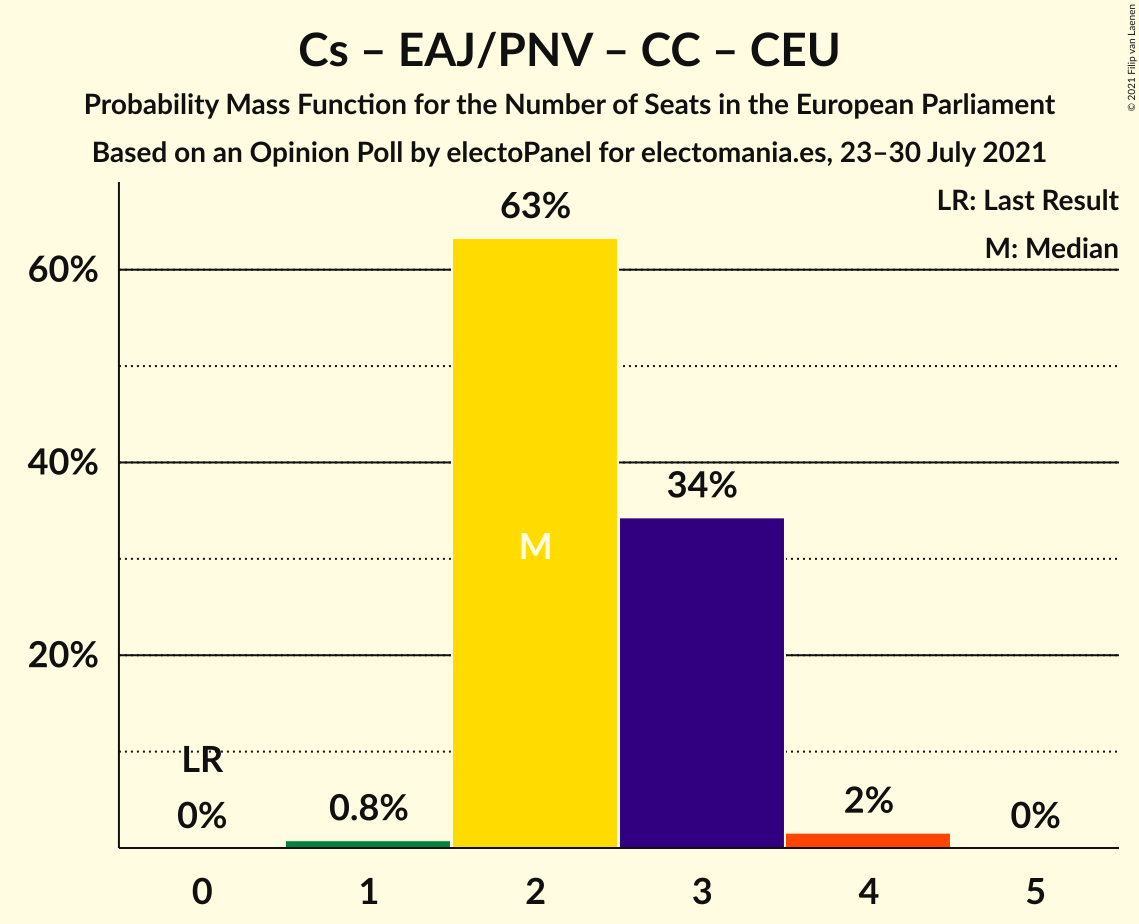 Cs – EAJ/PNV – CC – CEU
Probability Mass Function for the Number of Seats in the European Parliament
Based on an Opinion Poll by electoPanel for electomania.es, 23–30 July 2021
© 2021 Filip van Laenen
LR: Last Result
M: Median
63%
60%
40%
34%
M
20%
LR
0%
0.8%
2%
0%
0 1 2 3 4 5